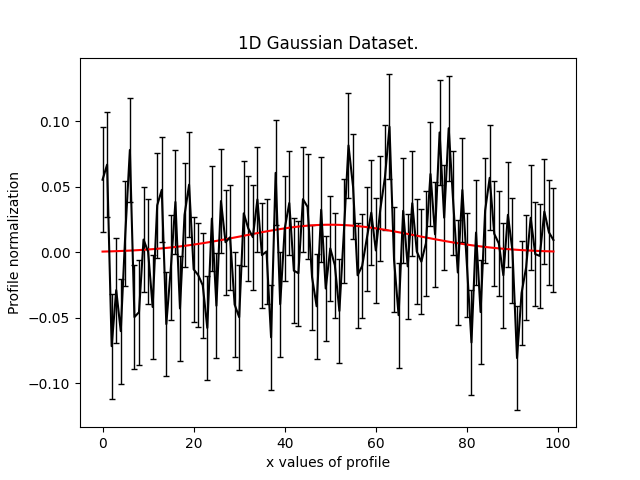 1D Gaussian Dataset.
Profile normalization
0.10
0.05
0.00
−0.05
−0.10
0 20 40 60 80 100
x values of profile